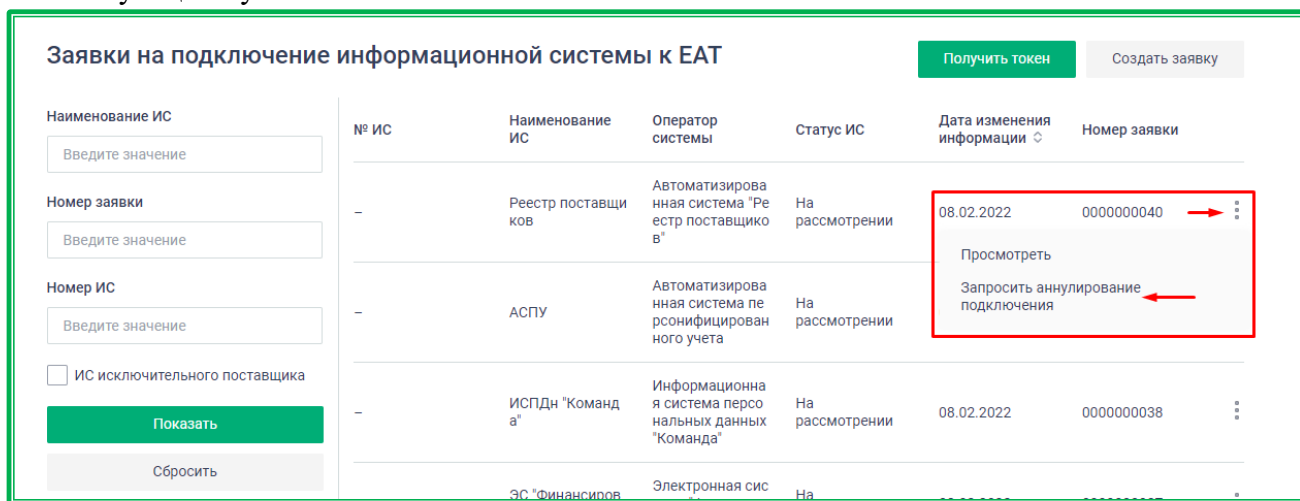 Заявки на подключение информационной системы к ЕАТ
Получить токен
Создать заявку
Наименование ИС
Введите значение
Номер заявки
Введите значение
Номер ИС
Введите значение
ИС исключительного поставщика
Показать
Сбросить
№ ИС
Наименование
ИС
Оператор
системы
Статус ИС
Дата изменения
информации
Номер заявки
–
Реестр поставщи
ков
Автоматизирова
нная система "Ре
естр поставщико
в"
На
рассмотрении
08.02.2022
0000000040
Просмотреть
Запросить аннулирование
подключения
–
АСПУ
Автоматизирова
нная система пе
рсонифицирован
ного учета
На
рассмотрении
–
ИСПДн "Команд
а"
Информационна
я система персо
нальных данных
"Команда"
На
рассмотрении
08.02.2022
0000000038
ЭС "Финансиров
Электронная сис
На